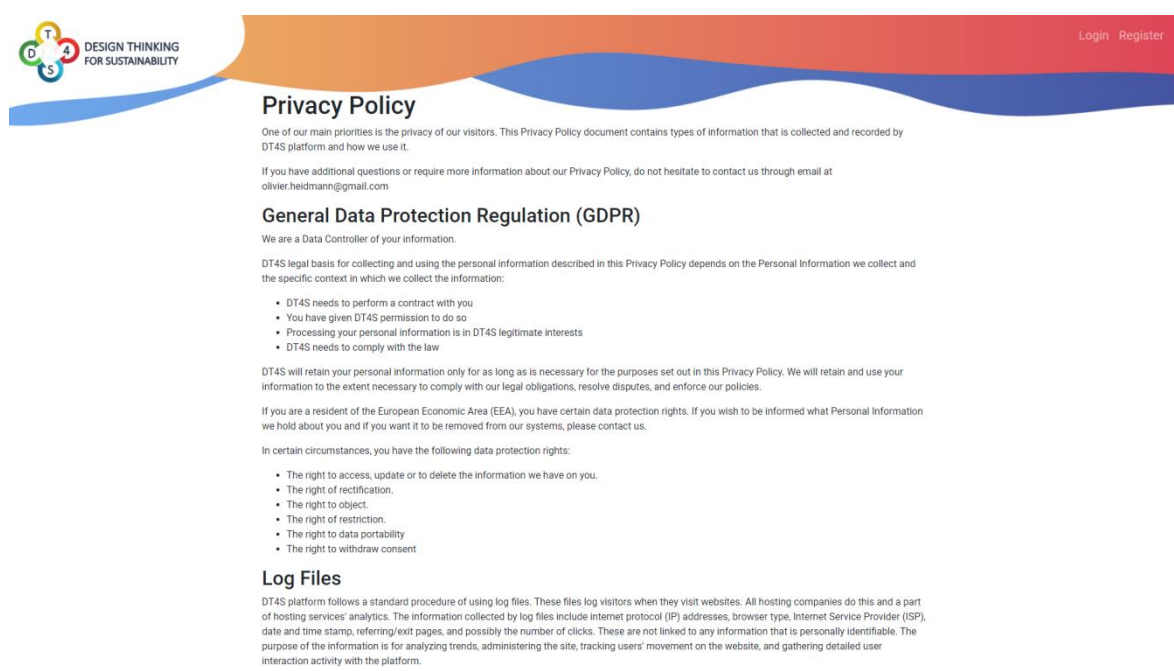 T
D 4
S
DESIGN THINKING
FOR SUSTAINABILITY
Login Register
Privacy Policy
One of our main priorities is the privacy of our visitors. This Privacy Policy document contains types of information that is collected and recorded by
DT4S platform and how we use it.
If you have additional questions or require more information about our Privacy Policy, do not hesitate to contact us through email at
olivier.heidmann@gmail.com
General Data Protection Regulation (GDPR)
We are a Data Controller of your information.
DT4S legal basis for collecting and using the personal information described in this Privacy Policy depends on the Personal Information we collect and
the specific context in which we collect the information:
• DT4S needs to perform a contract with you
• You have given DT4S permission to do so
• Processing your personal information is in DT4S legitimate interests
• DT4S needs to comply with the law
DT4S will retain your personal information only for as long as is necessary for the purposes set out in this Privacy Policy. We will retain and use your
information to the extent necessary to comply with our legal obligations, resolve disputes, and enforce our policies.
If you are a resident of the European Economic Area (EEA), you have certain data protection rights. If you wish to be informed what Personal Information
we hold about you and if you want it to be removed from our systems, please contact us.
In certain circumstances, you have the following data protection rights:
• The right to access, update or to delete the information we have on you.
• The right of rectification.
• The right to object.
• The right of restriction.
• The right to data portability
• The right to withdraw consent
Log Files
DT4S platform follows a standard procedure of using log files. These files log visitors when they visit websites. All hosting companies do this and a part
of hosting services' analytics. The information collected by log files include internet protocol (IP) addresses, browser type, Internet Service Provider (ISP),
date and time stamp, referring/exit pages, and possibly the number of clicks. These are not linked to any information that is personally identifiable. The
purpose of the information is for analyzing trends, administering the site, tracking users' movement on the website, and gathering detailed user
interaction activity with the platform.